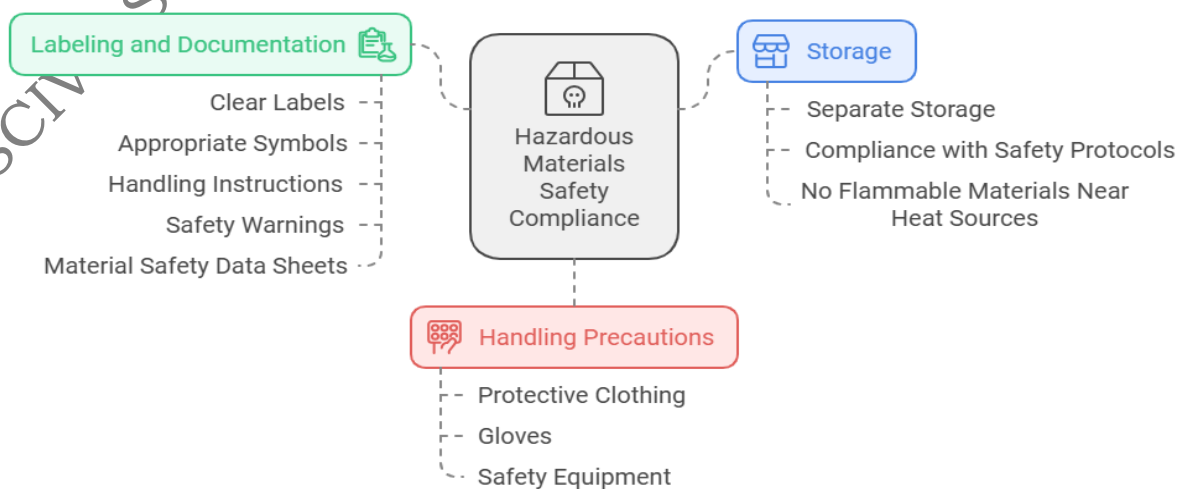 Labeling and Documentation
Clear Labels
Appropriate Symbols
Handling Instructions
Safety Warnings
Material Safety Data Sheets
Hazardous
Materials
Safety
Compliance
Storage
Separate Storage
Compliance with Safety Protocols
No Flammable Materials Near
Heat Sources
Handling Precautions
Protective Clothing
Gloves
Safety Equipment